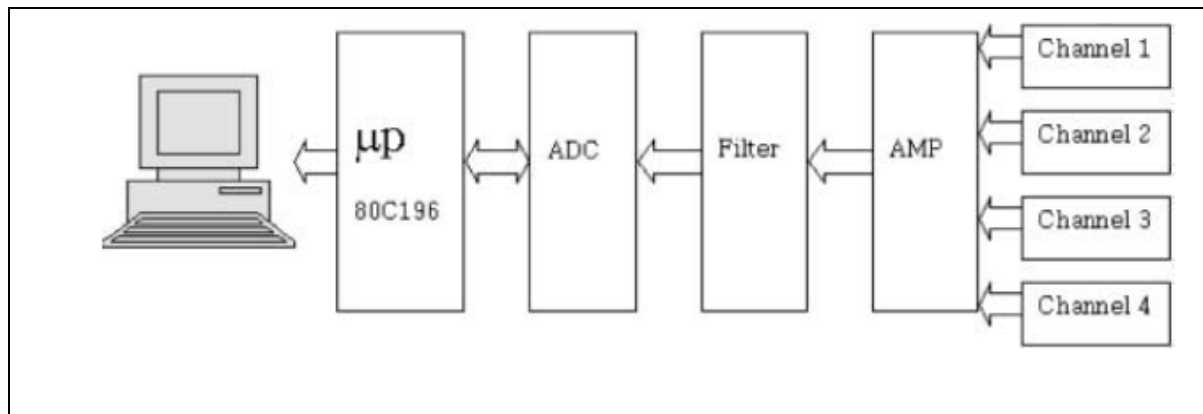 μp
80C196
ADC
Filter
AMP
Channel 1
Channel 2
Channel 3
Channel 4